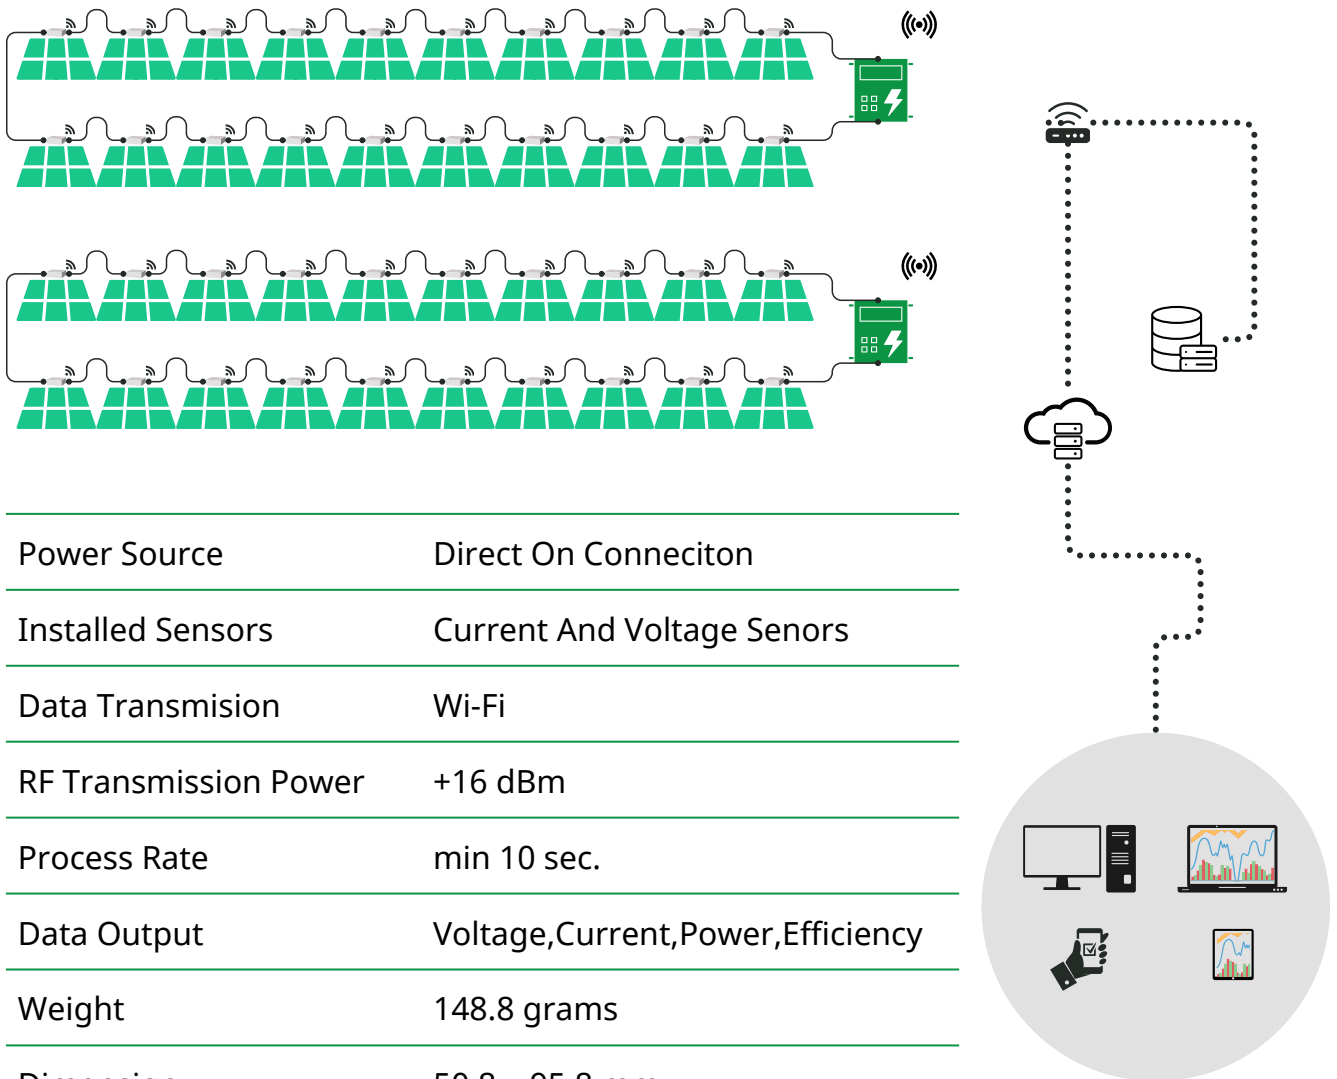 Power Source Direct On Conneciton
Installed Sensors Current And Voltage Senors
Data Transmision Wi-Fi
RF Transmission Power +16 dBm
Process Rate min 10 sec.
Data Output Voltage,Current,Power,Efficiency
Weight 148.8 grams